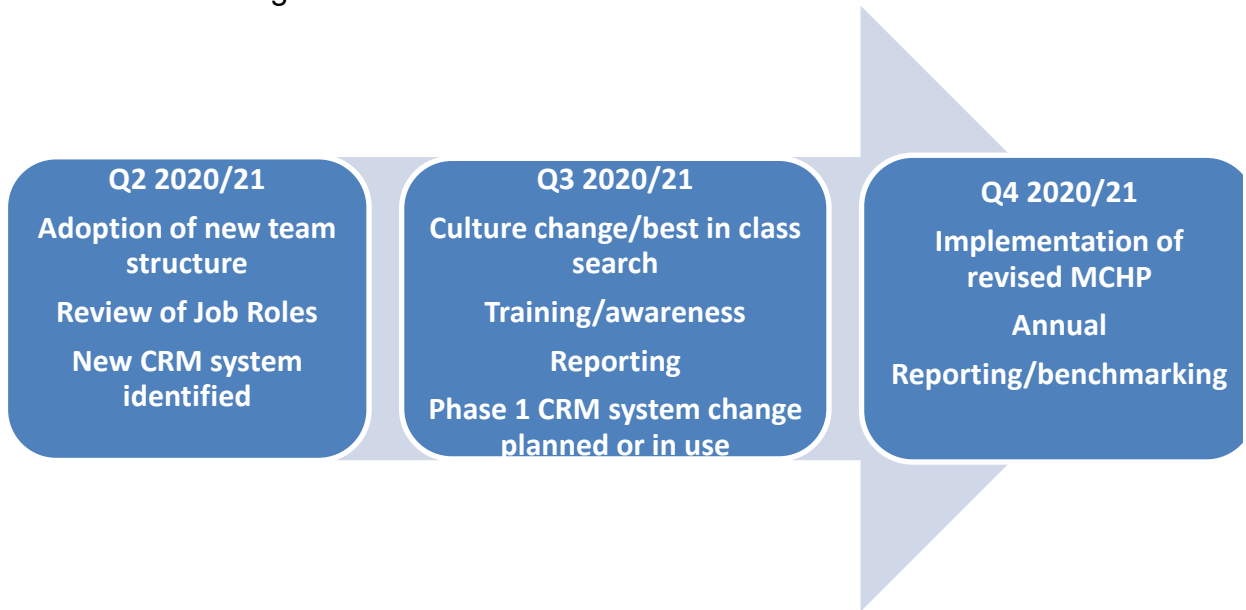 Q2 2020/21
Adoption of new team
structure
Review of Job Roles
New CRM system
identified
Q3 2020/21
Culture change/best in class
search
Training/awareness
Reporting
Phase 1 CRM system change
planned or in use
Q4 2020/21
Implementation of
revised MCHP
Annual
Reporting/benchmarking